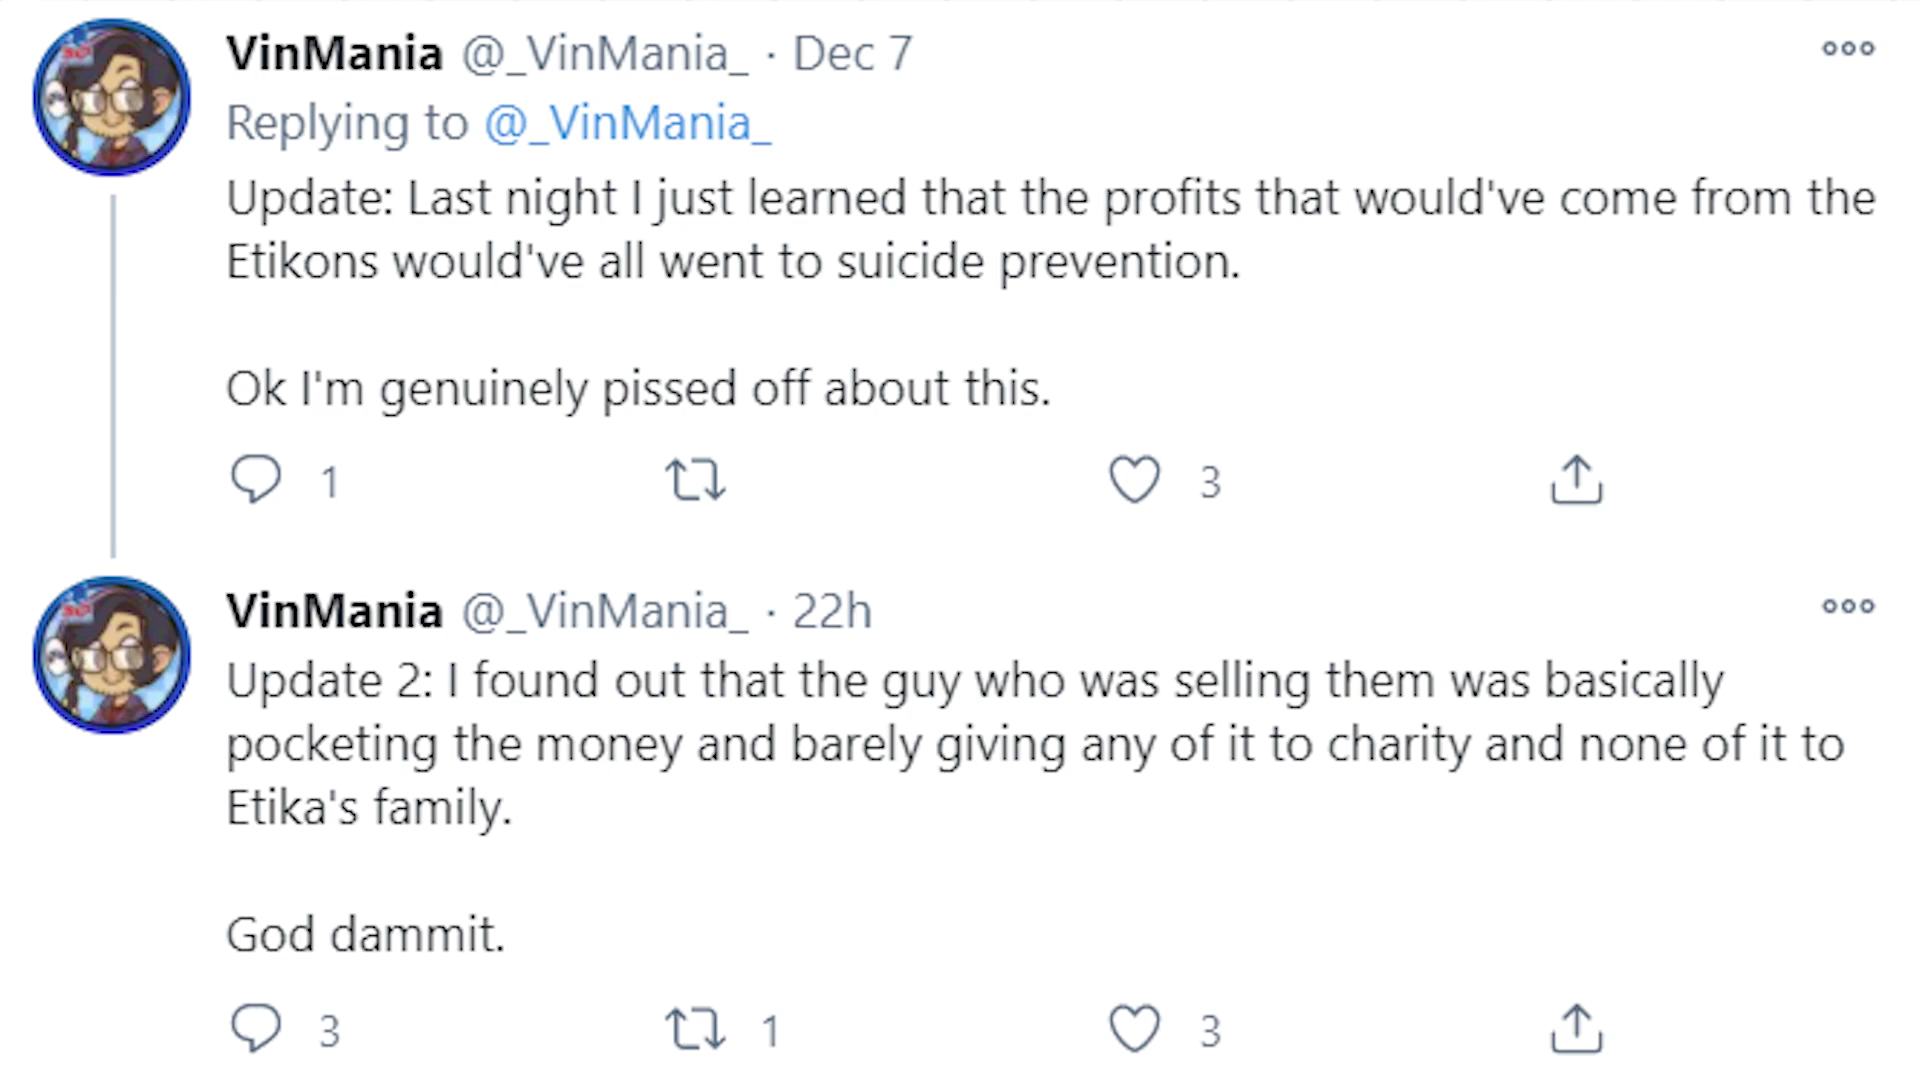 VinMania @_VinMania_ · Dec 7
Replying to @_VinMania_
Update: Last night I just learned that the profits that would've come from the
Etikons would've all went to suicide prevention.
Ok I'm genuinely pissed off about this.
1 3
VinMania @_VinMania_ · 22h
Update 2: I found out that the guy who was selling them was basically
pocketing the money and barely giving any of it to charity and none of it to
Etika's family.
God dammit.
3 1 3